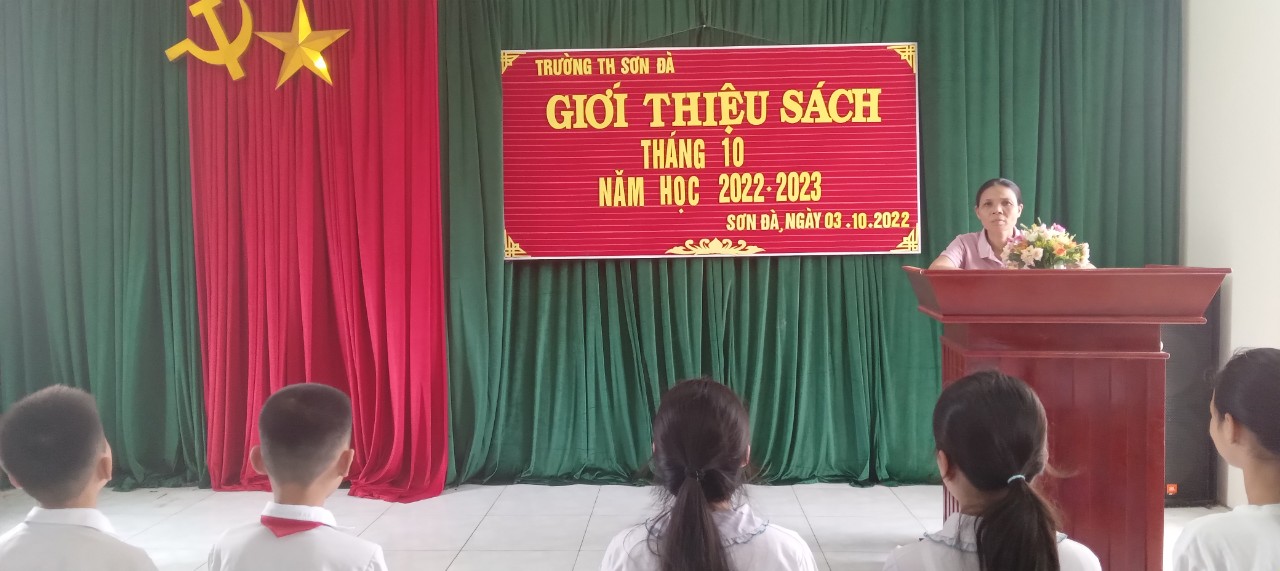 TRƯỜNG TH SƠN ĐÀ
GIỚI THIỆU SÁCH
THÁNG 10
NĂM HỌC 2022-2023
SƠN ĐÀ, NGÀY 03.10.2022